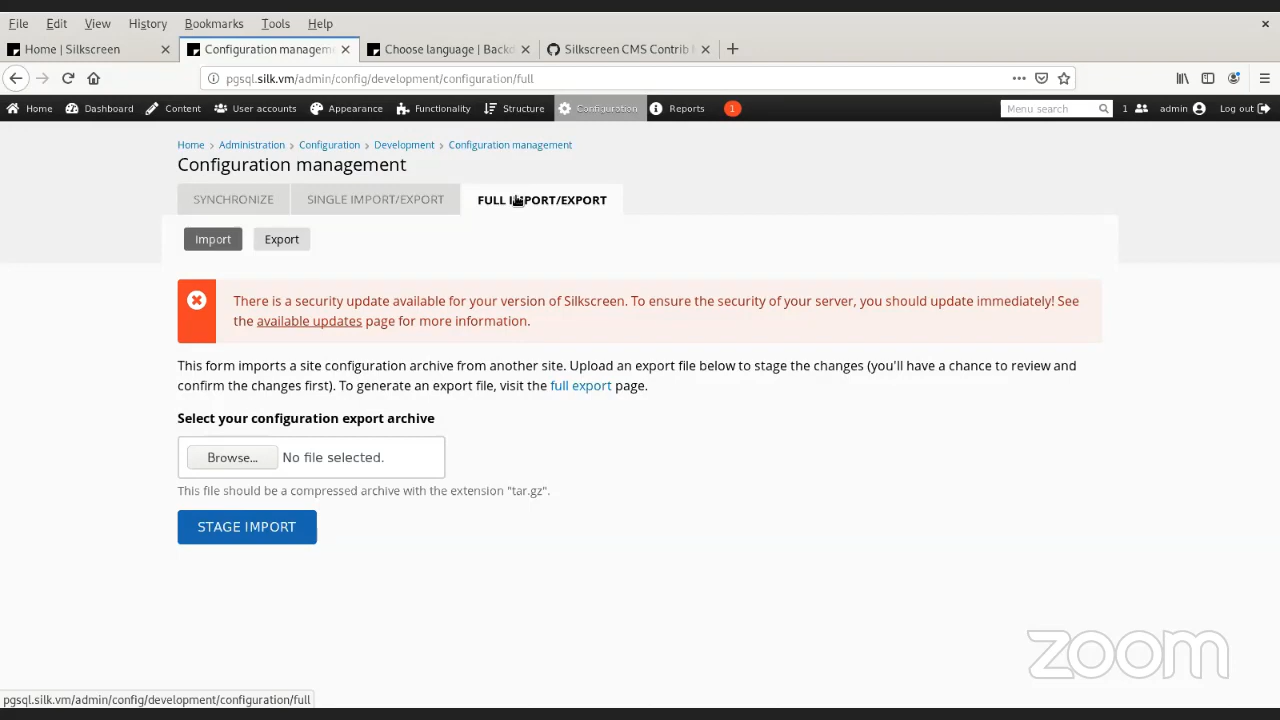 File Edit View History Bookmarks Tools Help
Home | Silkscreen
Configuration managem
Choose language | Backd
Silkscreen CMS Contrib
pgsql.silk.vm/admin/config/development/configuration/full
Home Dashboard Content User accounts Appearance Functionality Structure Configuration Reports 1 Menu search 1 admin Log out
Home › Administration › Configuration › Development › Configuration management
Configuration management
SYNCHRONIZE SINGLE IMPORT/EXPORT FULL IMPORT/EXPORT
Import Export
There is a security update available for your version of Silkscreen. To ensure the security of your server, you should update immediately! See
the available updates page for more information.
This form imports a site configuration archive from another site. Upload an export file below to stage the changes (you'll have a chance to review and
confirm the changes first). To generate an export file, visit the full export page.
Select your configuration export archive
Browse... No file selected.
This file should be a compressed archive with the extension "tar.gz".
STAGE IMPORT
zoom
pgsql.silk.vm/admin/config/development/configuration/full